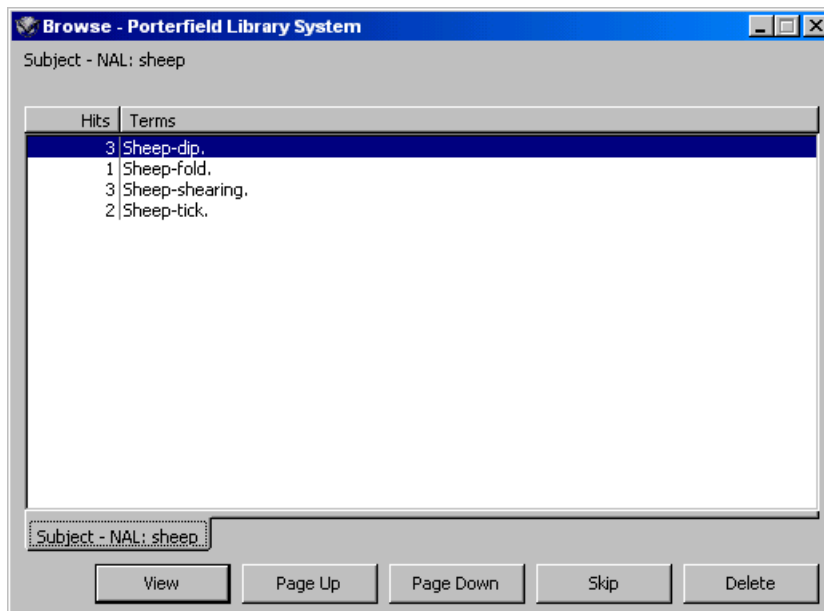 Browse - Porterfield Library System
Subject - NAL: sheep
Hits Terms
3 Sheep-dip.
1 Sheep-fold.
3 Sheep-shearing.
2 Sheep-tick.
Subject - NAL: sheep
View Page Up Page Down Skip Delete